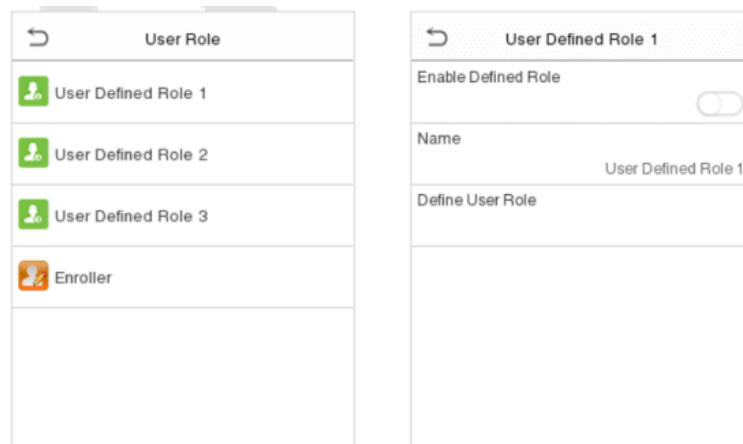 User Role
User Defined Role 1
User Defined Role 2
User Defined Role 3
Enroller
User Defined Role 1
Enable Defined Role
Name
User Defined Role 1
Define User Role